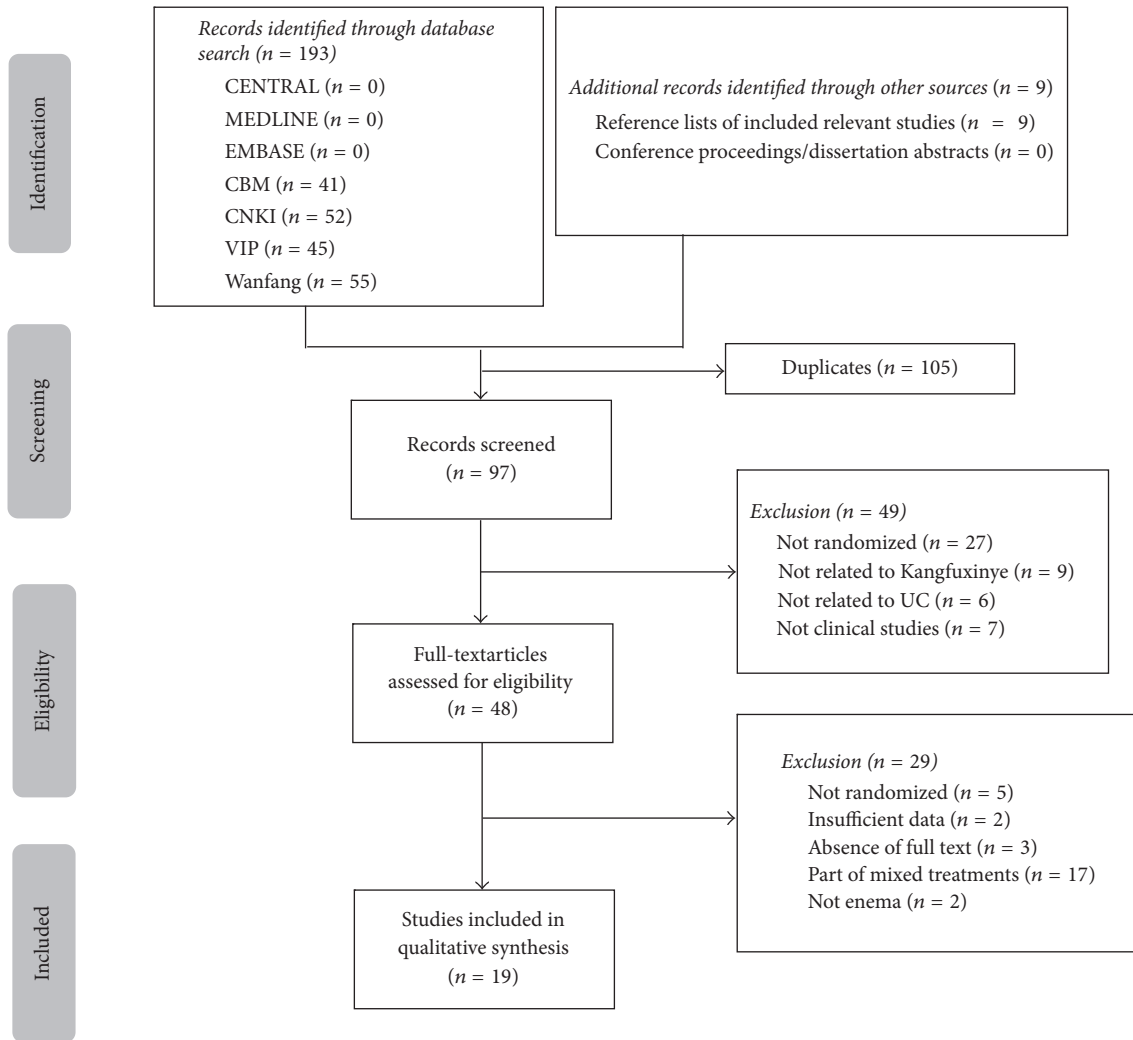 Identification
Records identified through database
search (n = 193)
CENTRAL (n = 0)
MEDLINE (n = 0)
EMBASE (n = 0)
CBM (n = 41)
CNKI (n = 52)
VIP (n = 45)
Wanfang (n = 55)
Additional records identified through other sources (n = 9)
Reference lists of included relevant studies (n = 9)
Conference proceedings/dissertation abstracts (n = 0)
Screening
Duplicates (n = 105)
Records screened
(n = 97)
Exclusion (n = 49)
Not randomized (n = 27)
Not related to Kangfuxinye (n = 9)
Not related to UC (n = 6)
Not clinical studies (n = 7)
Eligibility
Full-textarticles
assessed for eligibility
(n = 48)
Exclusion (n = 29)
Not randomized (n = 5)
Insufficient data (n = 2)
Absence of full text (n = 3)
Part of mixed treatments (n = 17)
Not enema (n = 2)
Included
Studies included in
qualitative synthesis
(n = 19)